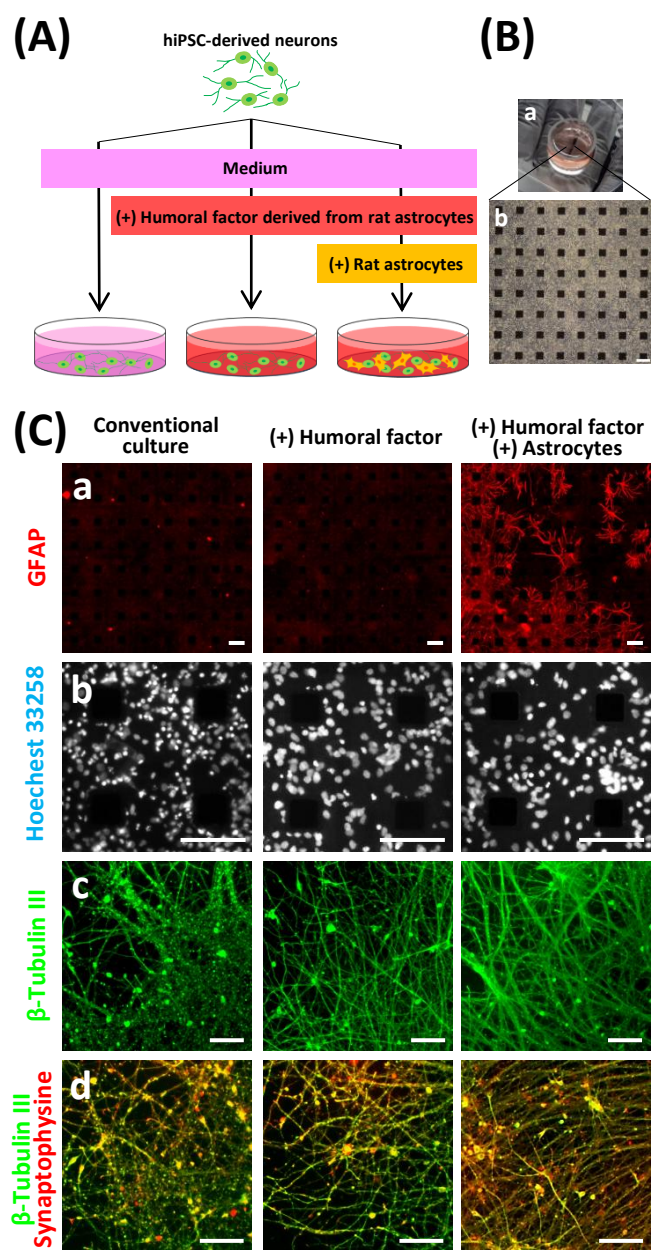 (A)
(B)
hiPSC-derived neurons
Medium
(+) Humoral factor derived from rat astrocytes
(+) Rat astrocytes
a
b
(C)
Conventional
culture
(+) Humoral factor
(+) Humoral factor
(+) Astrocytes
GFAP
a
Hoechest 33258
b
β-Tubulin III
c
β-Tubulin III
Synaptophysine
d